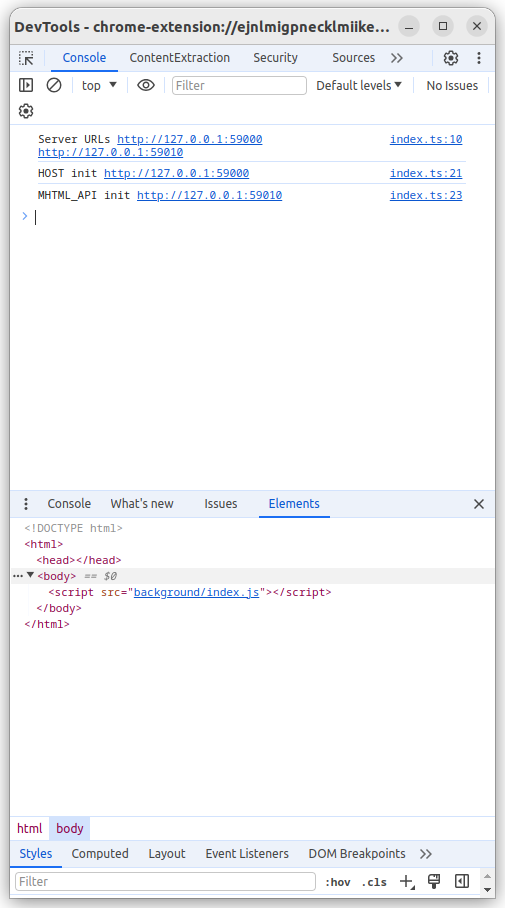 DevTools - chrome-extension://ejnlmigpnecklmiike...
Console ContentExtraction Security Sources
top Filter Default levels No Issues
Server URLs http://127.0.0.1:59000 index.ts:10
http://127.0.0.1:59010
HOST init http://127.0.0.1:59000 index.ts:21
MHTML_API init http://127.0.0.1:59010 index.ts:23
Console What's new Issues Elements
<!DOCTYPE html>
<html>
<head></head>
<body> == $0
<script src="background/index.js"></script>
</body>
</html>
html body
Styles Computed Layout Event Listeners DOM Breakpoints
Filter :hov .cls